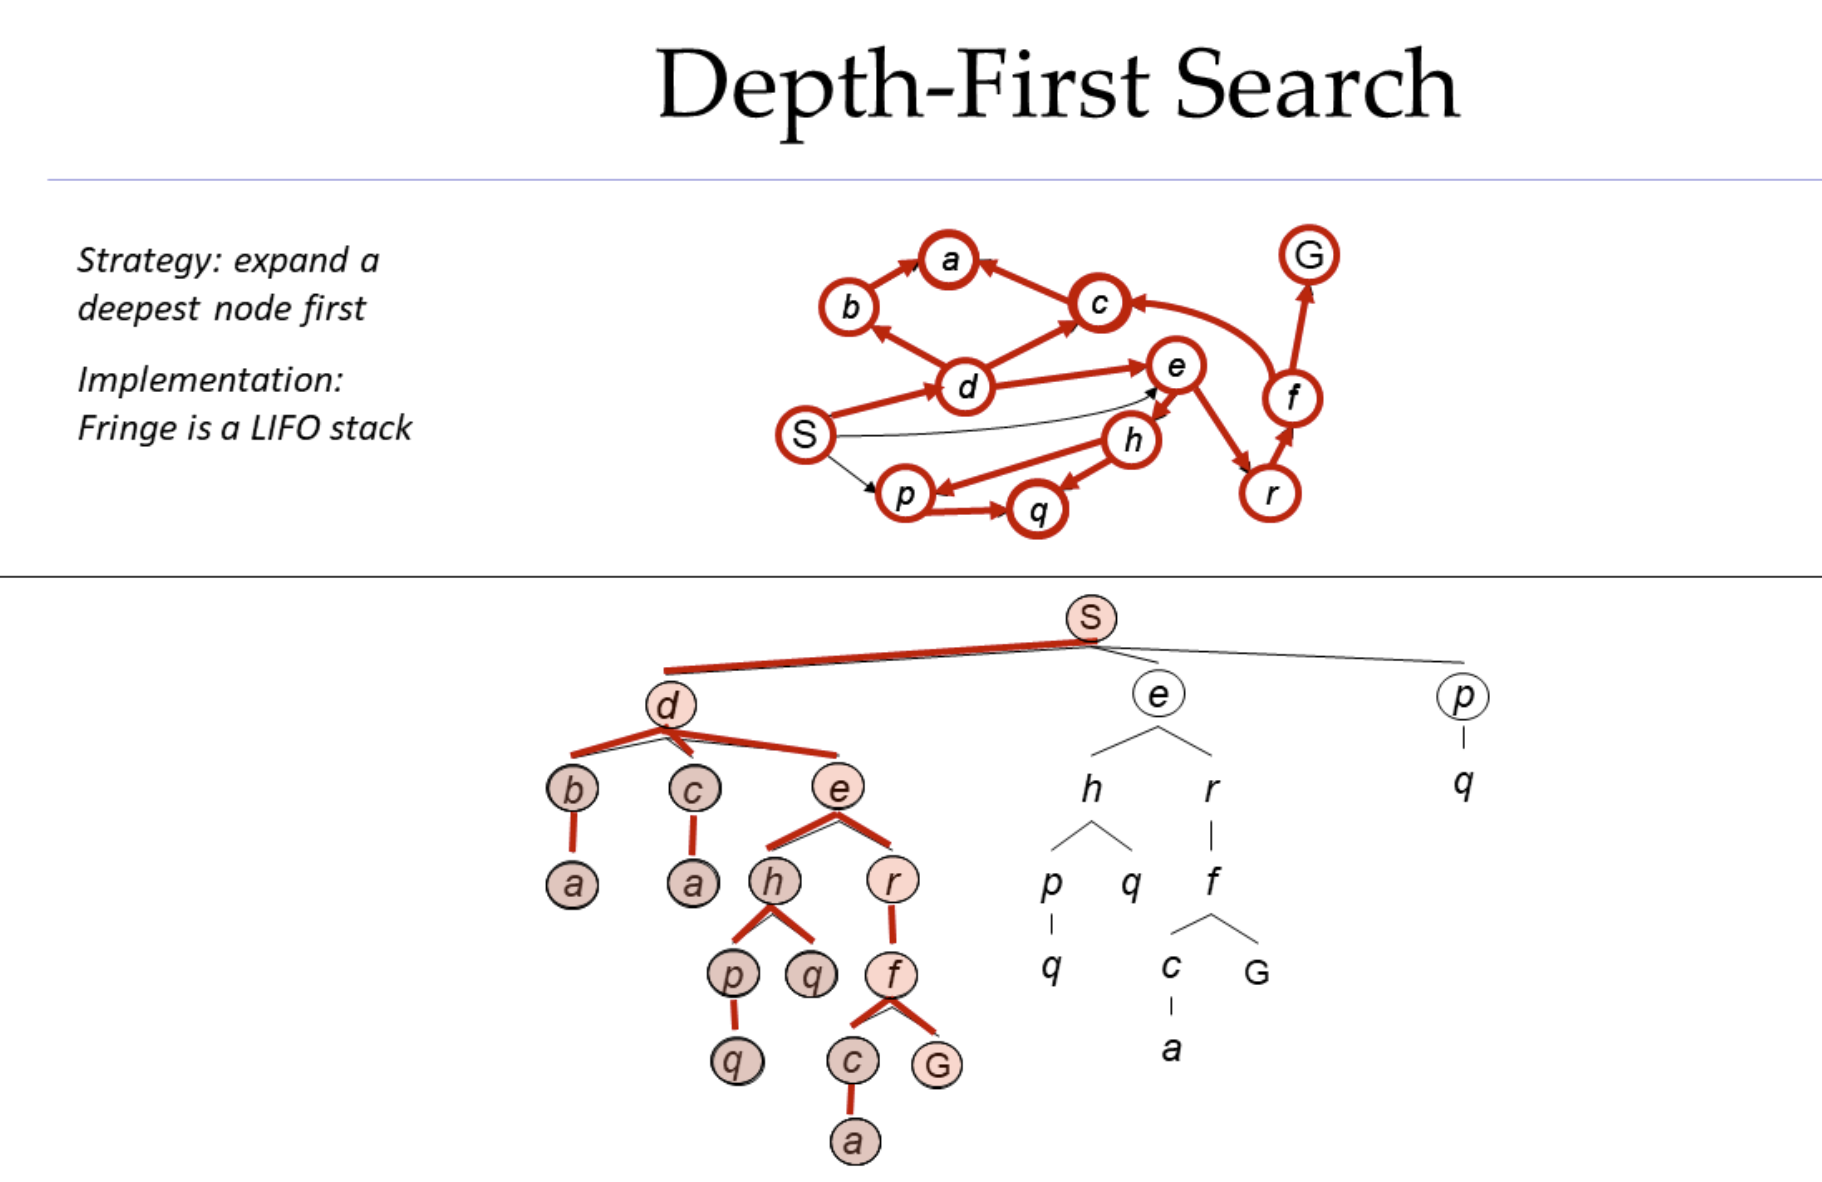 Depth-First Search
Strategy: expand a
deepest node first
Implementation:
Fringe is a LIFO stack
a
G
b
c
e
d
f
S
h
p
q
r
S
d
e
p
b
c
e
h
r
q
a
a
h
r
p
q
f
p
q
f
q
c
G
q
c
G
a
a